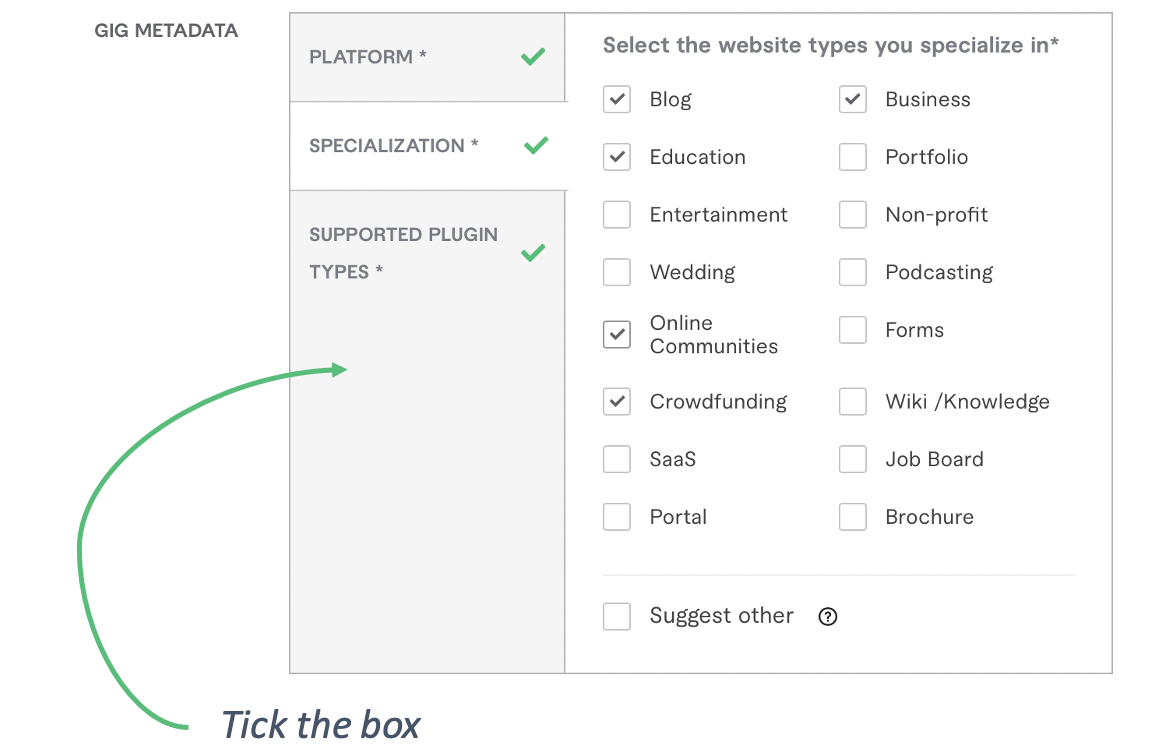 GIG METADATA
PLATFORM *
SPECIALIZATION *
SUPPORTED PLUGIN
TYPES *
Select the website types you specialize in*
Blog
Business
Education
Portfolio
Entertainment
Non-profit
Wedding
Podcasting
Online
Communities
Forms
Crowdfunding
Wiki /Knowledge
SaaS
Job Board
Portal
Brochure
Suggest other ?
Tick the box